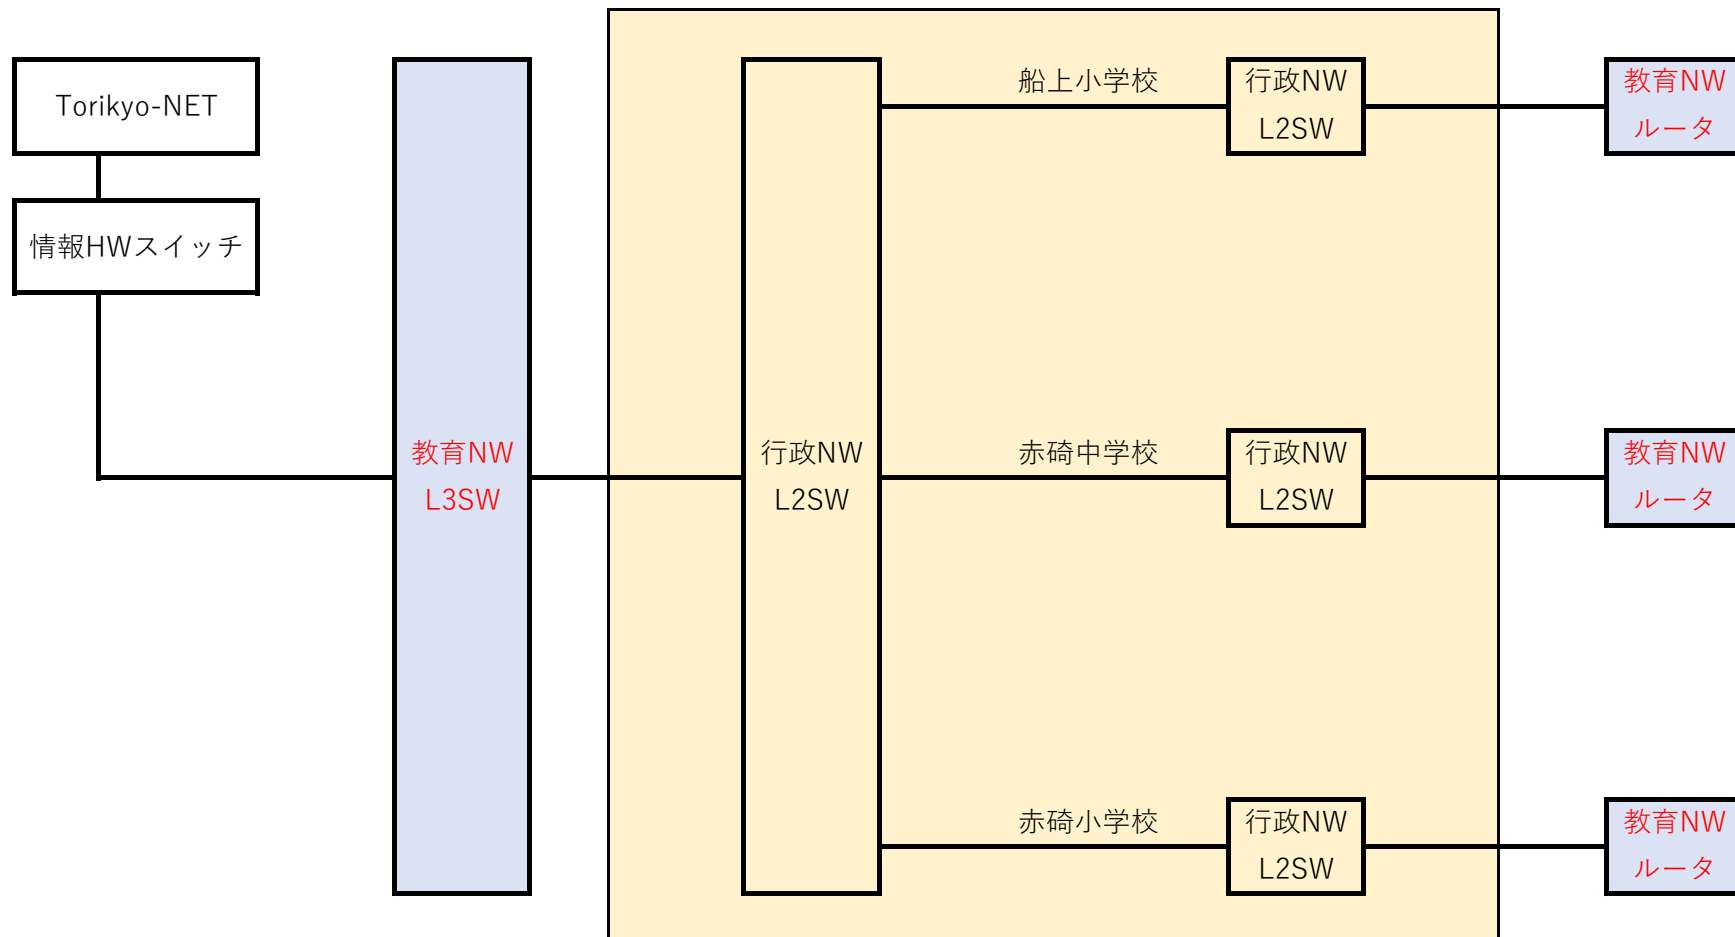 Torikyo-NET
情報HWスイッチ
教育NW
L3SW
行政NW
L2SW
船上小学校
行政NW
L2SW
教育NW
ルータ
赤碕中学校
行政NW
L2SW
教育NW
ルータ
赤碕小学校
行政NW
L2SW
教育NW
ルータ